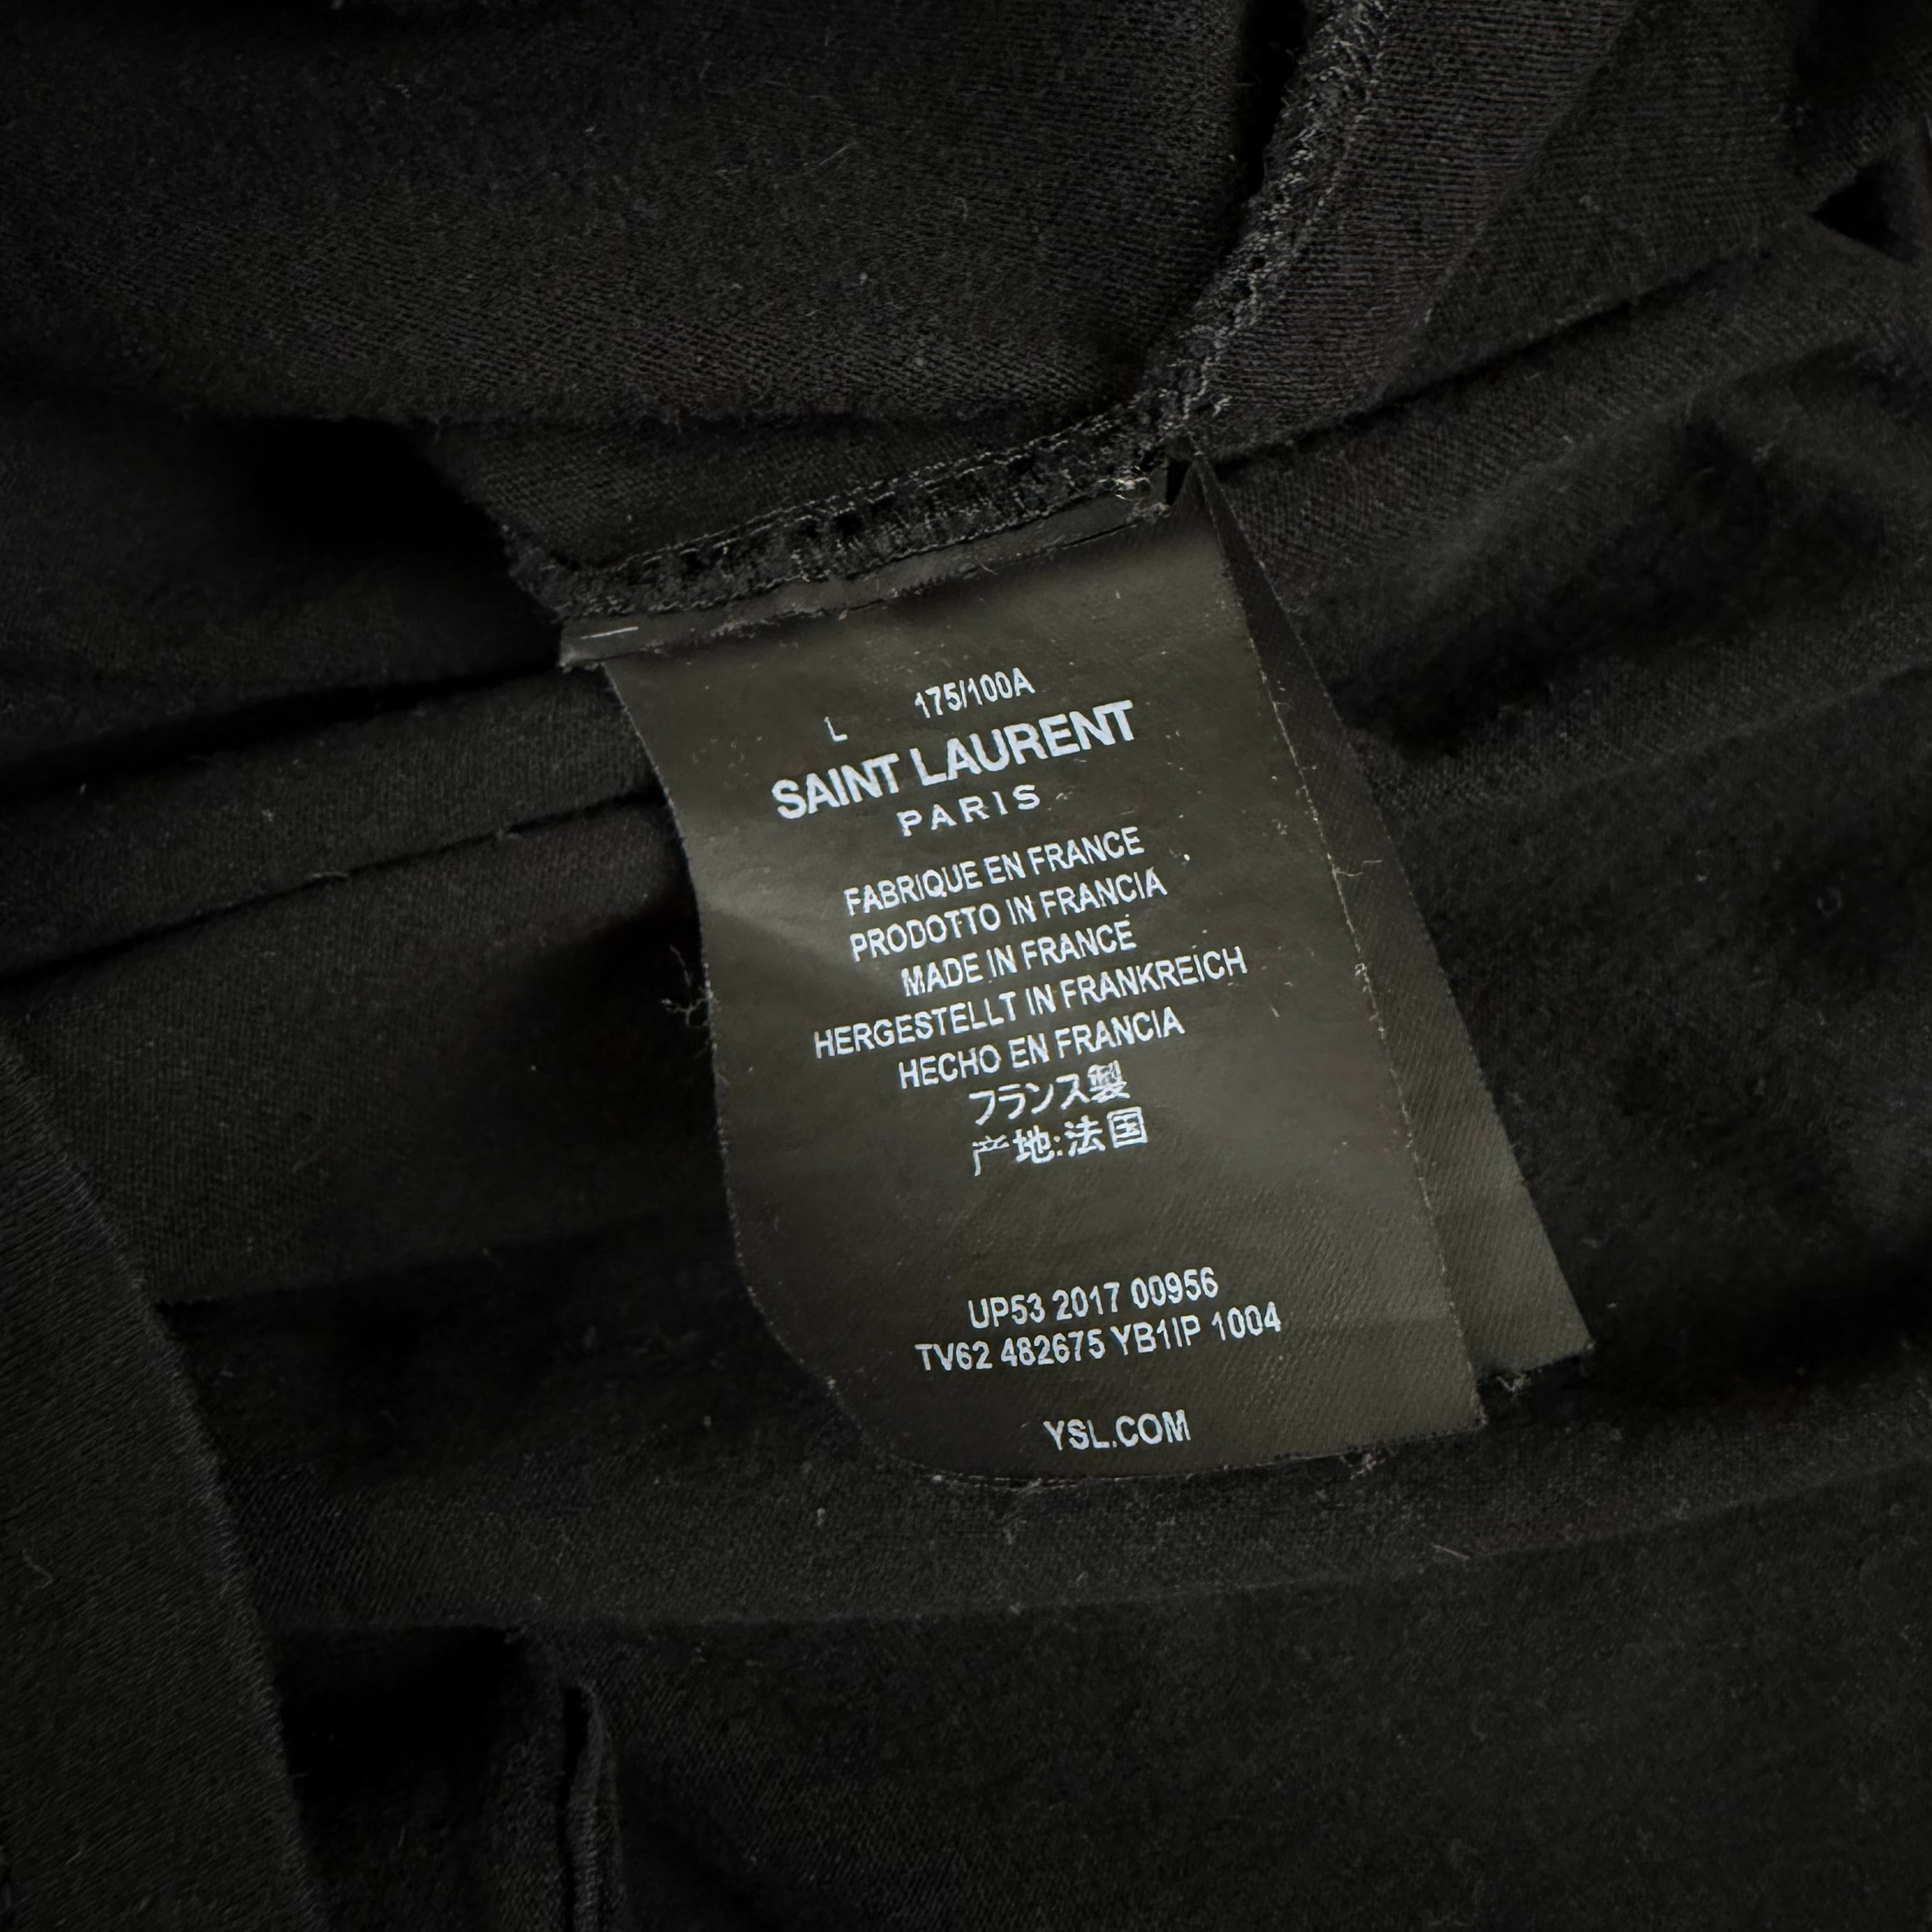 L 175/100A
SAINT LAURENT
PARIS
FABRIQUE EN FRANCE
PRODOTTO IN FRANCIA
MADE IN FRANCE
HERGESTELLT IN FRANKREICH
HECHO EN FRANCIA
フランス製
产地:法国
UP53 2017 00956
TV62 482675 YB1IP 1004
YSL.COM